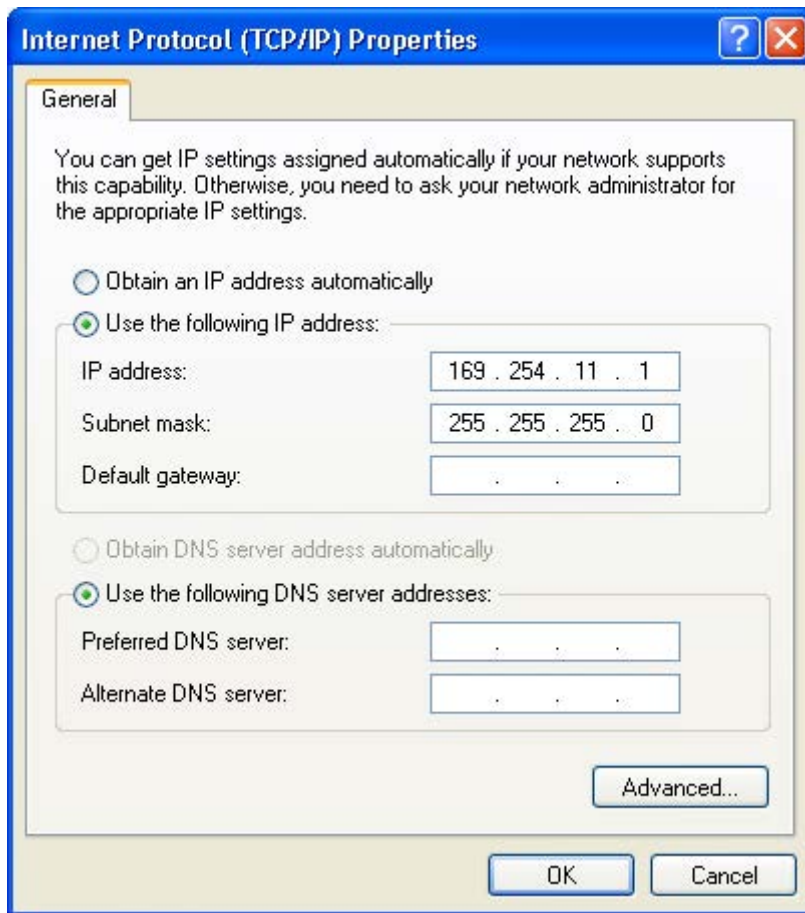 Internet Protocol (TCP/IP) Properties
General
You can get IP settings assigned automatically if your network supports
this capability. Otherwise, you need to ask your network administrator for
the appropriate IP settings.
Obtain an IP address automatically
Use the following IP address:
IP address: 169 . 254 . 11 . 1
Subnet mask: 255 . 255 . 255 . 0
Default gateway: . . .
Obtain DNS server address automatically
Use the following DNS server addresses:
Preferred DNS server: . . .
Alternate DNS server: . . .
Advanced...
OK Cancel